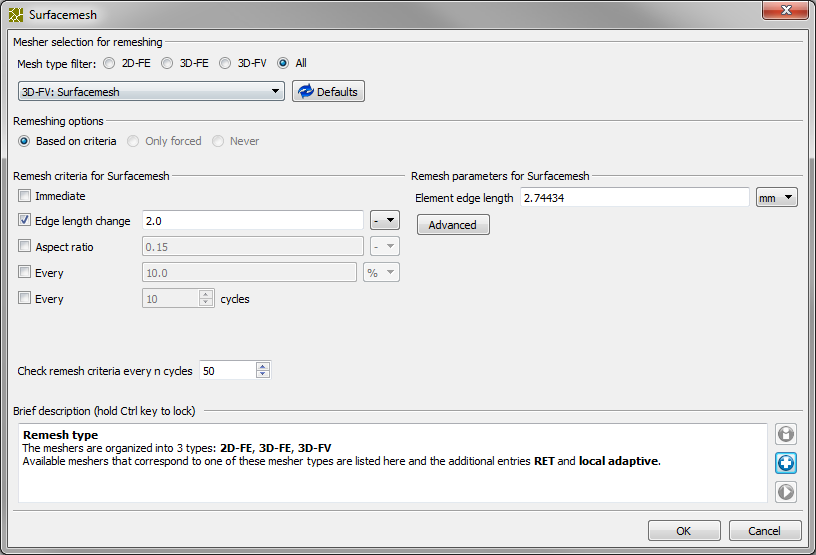 Surfacemesh
Mesher selection for remeshing
Mesh type filter: 2D-FE 3D-FE 3D-FV All
3D-FV: Surfacemesh Defaults
Remeshing options
Based on criteria Only forced Never
Remesh criteria for Surfacemesh
Immediate
Edge length change 2.0 -
Aspect ratio 0.15 -
Every 10.0 %
Every 10 cycles
Remesh parameters for Surfacemesh
Element edge length 2.74434 mm
Advanced
Check remesh criteria every n cycles 50
Brief description (hold Ctrl key to lock)
Remesh type
The meshers are organized into 3 types: 2D-FE, 3D-FE, 3D-FV
Available meshers that correspond to one of these mesher types are listed here and the additional entries RET and local adaptive.
OK Cancel